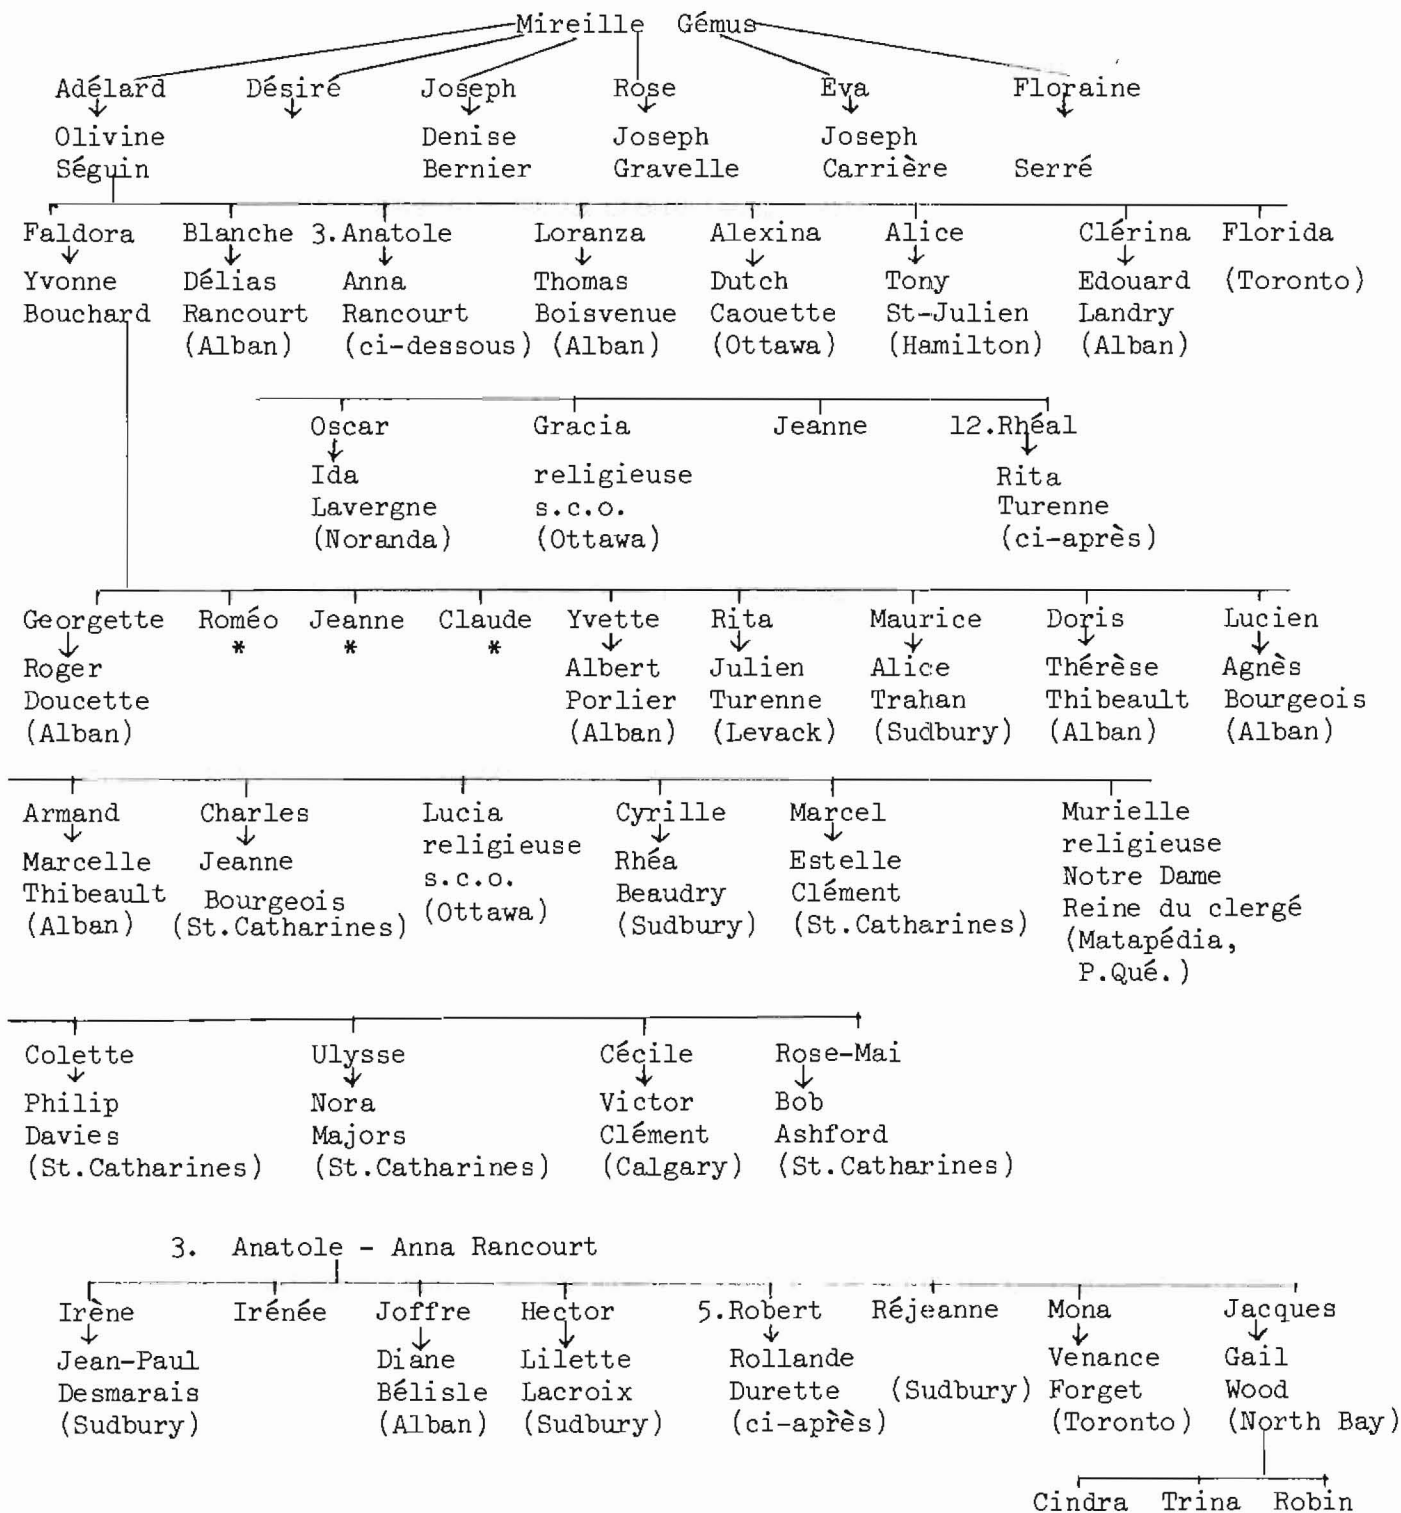 Mireille Gémus
Adélard Désiré Joseph Rose Eva Floraine
Olivine Denise Joseph Joseph
Séguin Bernier Gravelle Carrière Serré
Faldora Blanche 3.Anatole Loranza Alexina Alice Clérina Florida
Yvonne Délias Anna Thomas Dutch Tony Edouard (Toronto)
Bouchard Rancourt Rancourt Boisvenue Caouette St-Julien Landry
(Alban) (ci-dessous) (Alban) (Ottawa) (Hamilton) (Alban)
Oscar Gracia Jeanne 12.Rhéal
Ida religieuse Rita
Lavergne s.c.o. Turenne
(Noranda) (Ottawa) (ci-après)
Georgette Roméo Jeanne Claude Yvette Rita Maurice Doris Lucien
* * *
Roger Albert Julien Alice Thérèse Agnès
Doucette Porlier Turenne Trahan Thibeault Bourgeois
(Alban) (Alban) (Levack) (Sudbury) (Alban) (Alban)
Armand Charles Lucia Cyrille Marcel Murielle
religieuse religieuse
Marcelle Jeanne s.c.o. Rhéa Estelle Notre Dame
Thibeault Bourgeois (Ottawa) Beaudry Clément Reine du clergé
(Alban) (St.Catharines) (Sudbury) (St.Catharines) (Matapédia,
P.Qué.)
Colette Ulysse Cécile Rose-Mai
Philip Nora Victor Bob
Davies Majors Clément Ashford
(St.Catharines) (St.Catharines) (Calgary) (St.Catharines)
3. Anatole - Anna Rancourt
Irène Irénée Joffre Hector 5.Robert Réjeanne Mona Jacques
Jean-Paul Diane Lilette Rollande Venance Gail
Desmarais Bélisle Lacroix Durette (Sudbury) Forget Wood
(Sudbury) (Alban) (Sudbury) (ci-après) (Toronto) (North Bay)
Cindra Trina Robin